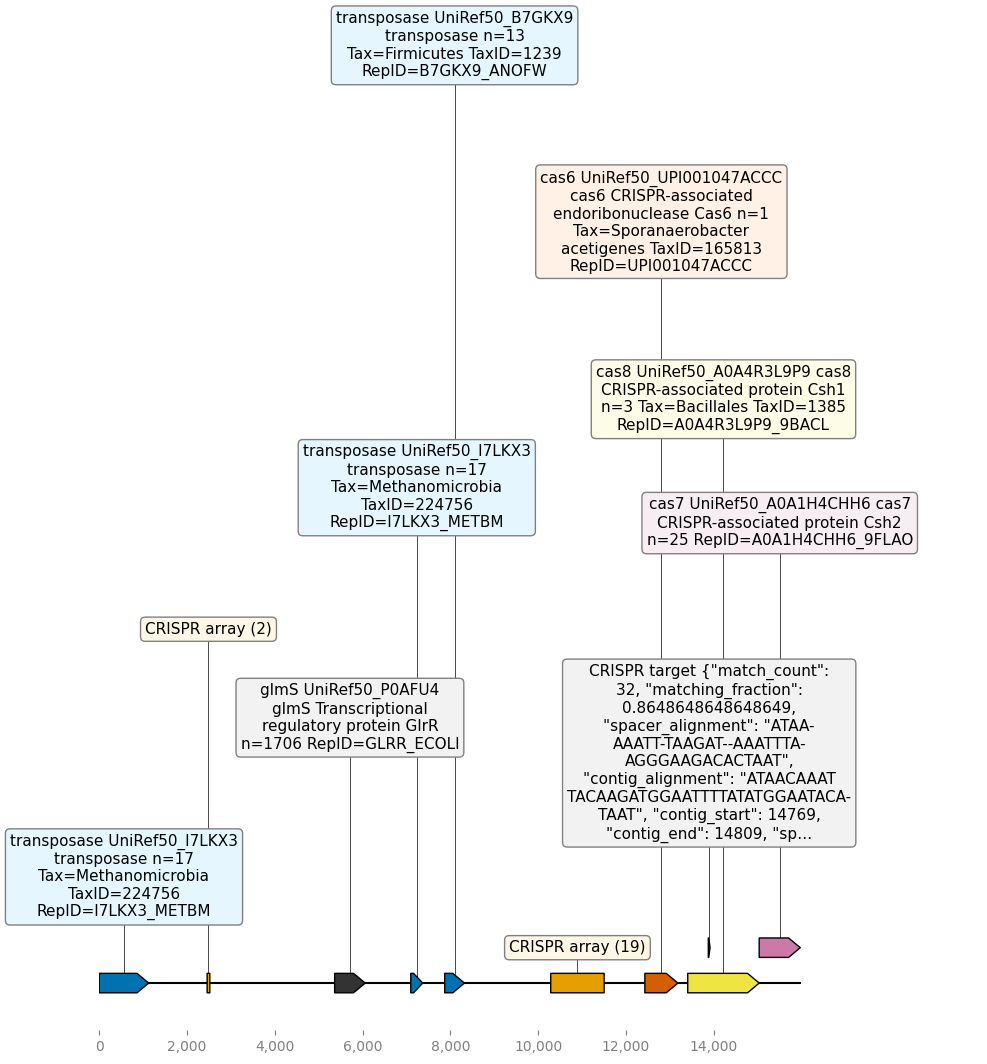 transposase UniRef50_B7GKX9
transposase n=13
Tax=Firmicutes TaxID=1239
RepID=B7GKX9_ANOFW
cas6 UniRef50_UPI001047ACCC
cas6 CRISPR-associated
endoribonuclease Cas6 n=1
Tax=Sporanaerobacter
acetigenes TaxID=165813
RepID=UPI001047ACCC
cas8 UniRef50_A0A4R3L9P9 cas8
CRISPR-associated protein Csh1
n=3 Tax=Bacillales TaxID=1385
RepID=A0A4R3L9P9_9BACL
transposase UniRef50_I7LKX3
transposase n=17
Tax=Methanomicrobia
TaxID=224756
RepID=I7LKX3_METBM
cas7 UniRef50_A0A1H4CHH6 cas7
CRISPR-associated protein Csh2
n=25 RepID=A0A1H4CHH6_9FLAO
CRISPR array (2)
glmS UniRef50_P0AFU4
glmS Transcriptional
regulatory protein GlrR
n=1706 RepID=GLRR_ECOLI
CRISPR target {"match_count":
32, "matching_fraction":
0.8648648648648649,
"spacer_alignment": "ATAA-
AAATT-TAAGAT--AAATTTA-
AGGGAAGACACTAAT",
"contig_alignment": "ATAACAAAT
TACAAGATGGAATTTTATATGGAATACA-
TAAT", "contig_start": 14769,
"contig_end": 14809, "sp...
transposase UniRef50_I7LKX3
transposase n=17
Tax=Methanomicrobia
TaxID=224756
RepID=I7LKX3_METBM
CRISPR array (19)
0 2,000 4,000 6,000 8,000 10,000 12,000 14,000